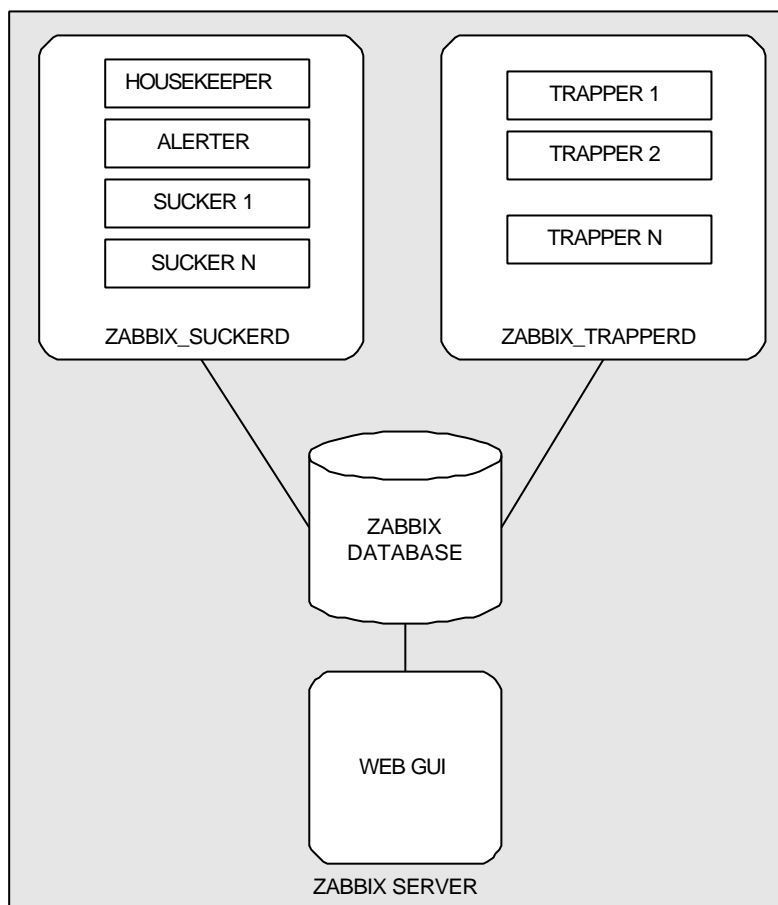 HOUSEKEEPER
ALERTER
SUCKER 1
SUCKER N
ZABBIX_SUCKERD
TRAPPER 1
TRAPPER 2
TRAPPER N
ZABBIX_TRAPPERD
ZABBIX
DATABASE
WEB GUI
ZABBIX SERVER